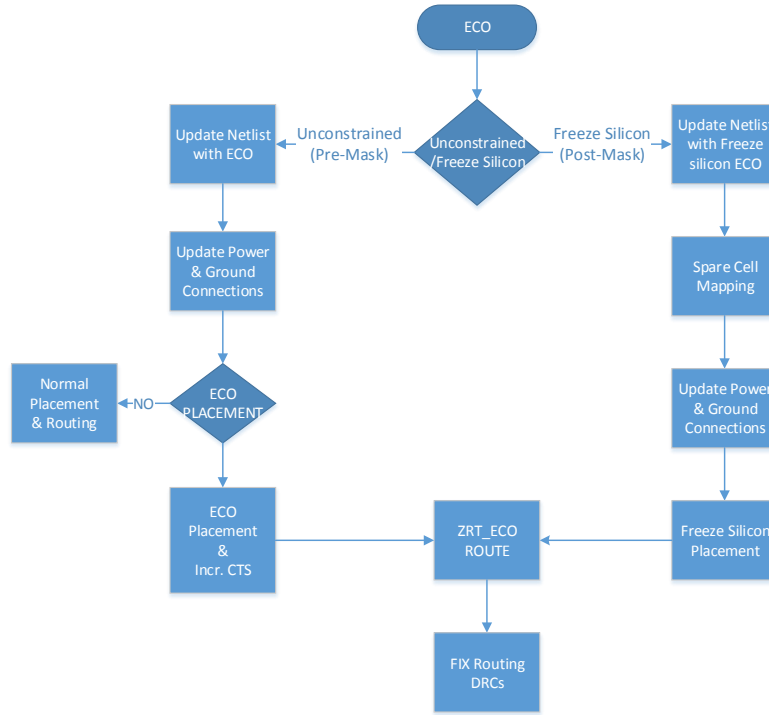 ECO
Unconstrained
/Freeze Silicon
Unconstrained
(Pre-Mask)
Freeze Silicon
(Post-Mask)
Update Netlist
with ECO
Update Netlist
with Freeze
silicon ECO
Update Power
& Ground
Connections
Spare Cell
Mapping
ECO
PLACEMENT
NO
Normal
Placement
& Routing
Update Power
& Ground
Connections
ECO
Placement
&
Incr. CTS
ZRT_ECO
ROUTE
Freeze Silicon
Placement
FIX Routing
DRCs